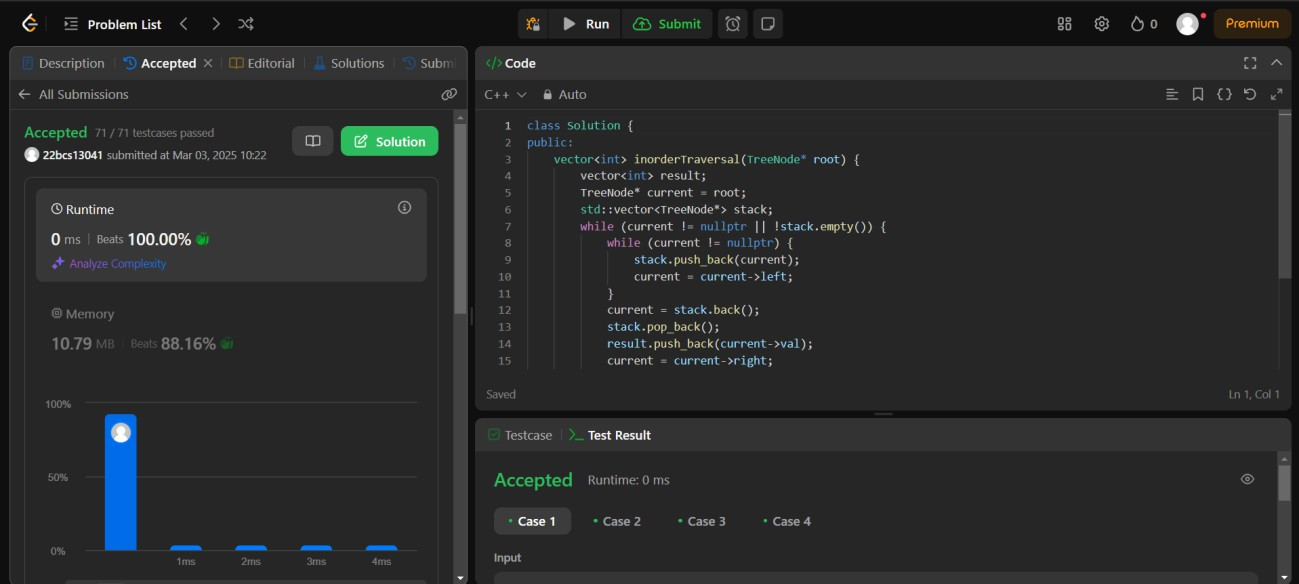 Problem List
Run
Submit
0
Premium
Description
Accepted
Editorial
Solutions
Submi
All Submissions
Accepted 71 / 71 testcases passed
22bcs13041 submitted at Mar 03, 2025 10:22
Solution
Runtime
0 ms | Beats 100.00%
Analyze Complexity
Memory
10.79 MB | Beats 88.16%
100%
50%
0%
1ms 2ms 3ms 4ms
</> Code
C++ Auto
1 class Solution {
2 public:
3 vector<int> inorderTraversal(TreeNode* root) {
4 vector<int> result;
5 TreeNode* current = root;
6 std::vector<TreeNode*> stack;
7 while (current != nullptr || !stack.empty()) {
8 while (current != nullptr) {
9 stack.push_back(current);
10 current = current->left;
11 }
12 current = stack.back();
13 stack.pop_back();
14 result.push_back(current->val);
15 current = current->right;
Saved
Ln 1, Col 1
Testcase
>_ Test Result
Accepted Runtime: 0 ms
Case 1 Case 2 Case 3 Case 4
Input